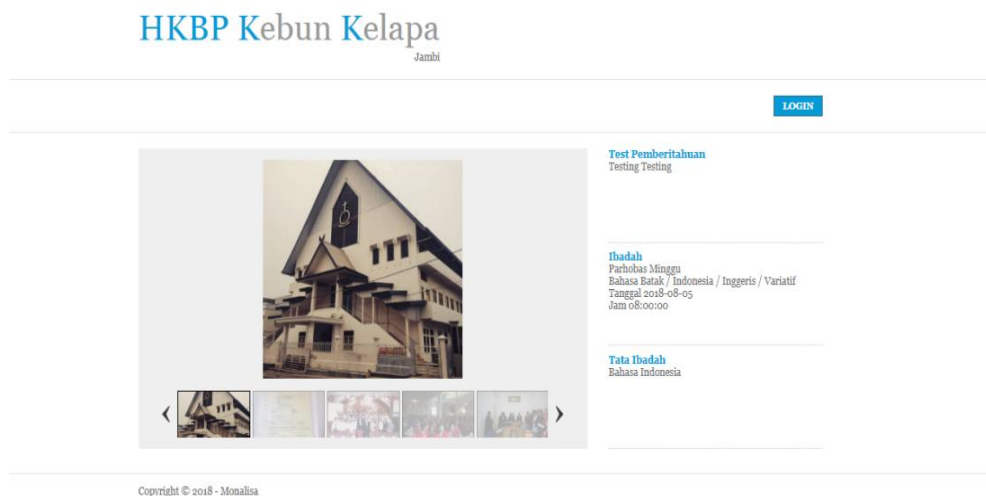 HKBP Kebun Kelapa
Jambi
LOGIN
Test Pemberitahuan
Testing Testing
Ibadah
Parhobas Minggu
Bahasa Batak / Indonesia / Inggeris / Variatif
Tanggal 2018-08-05
Jam 08:00:00
Tata Ibadah
Bahasa Indonesia
Copyright © 2018 - Monalisa